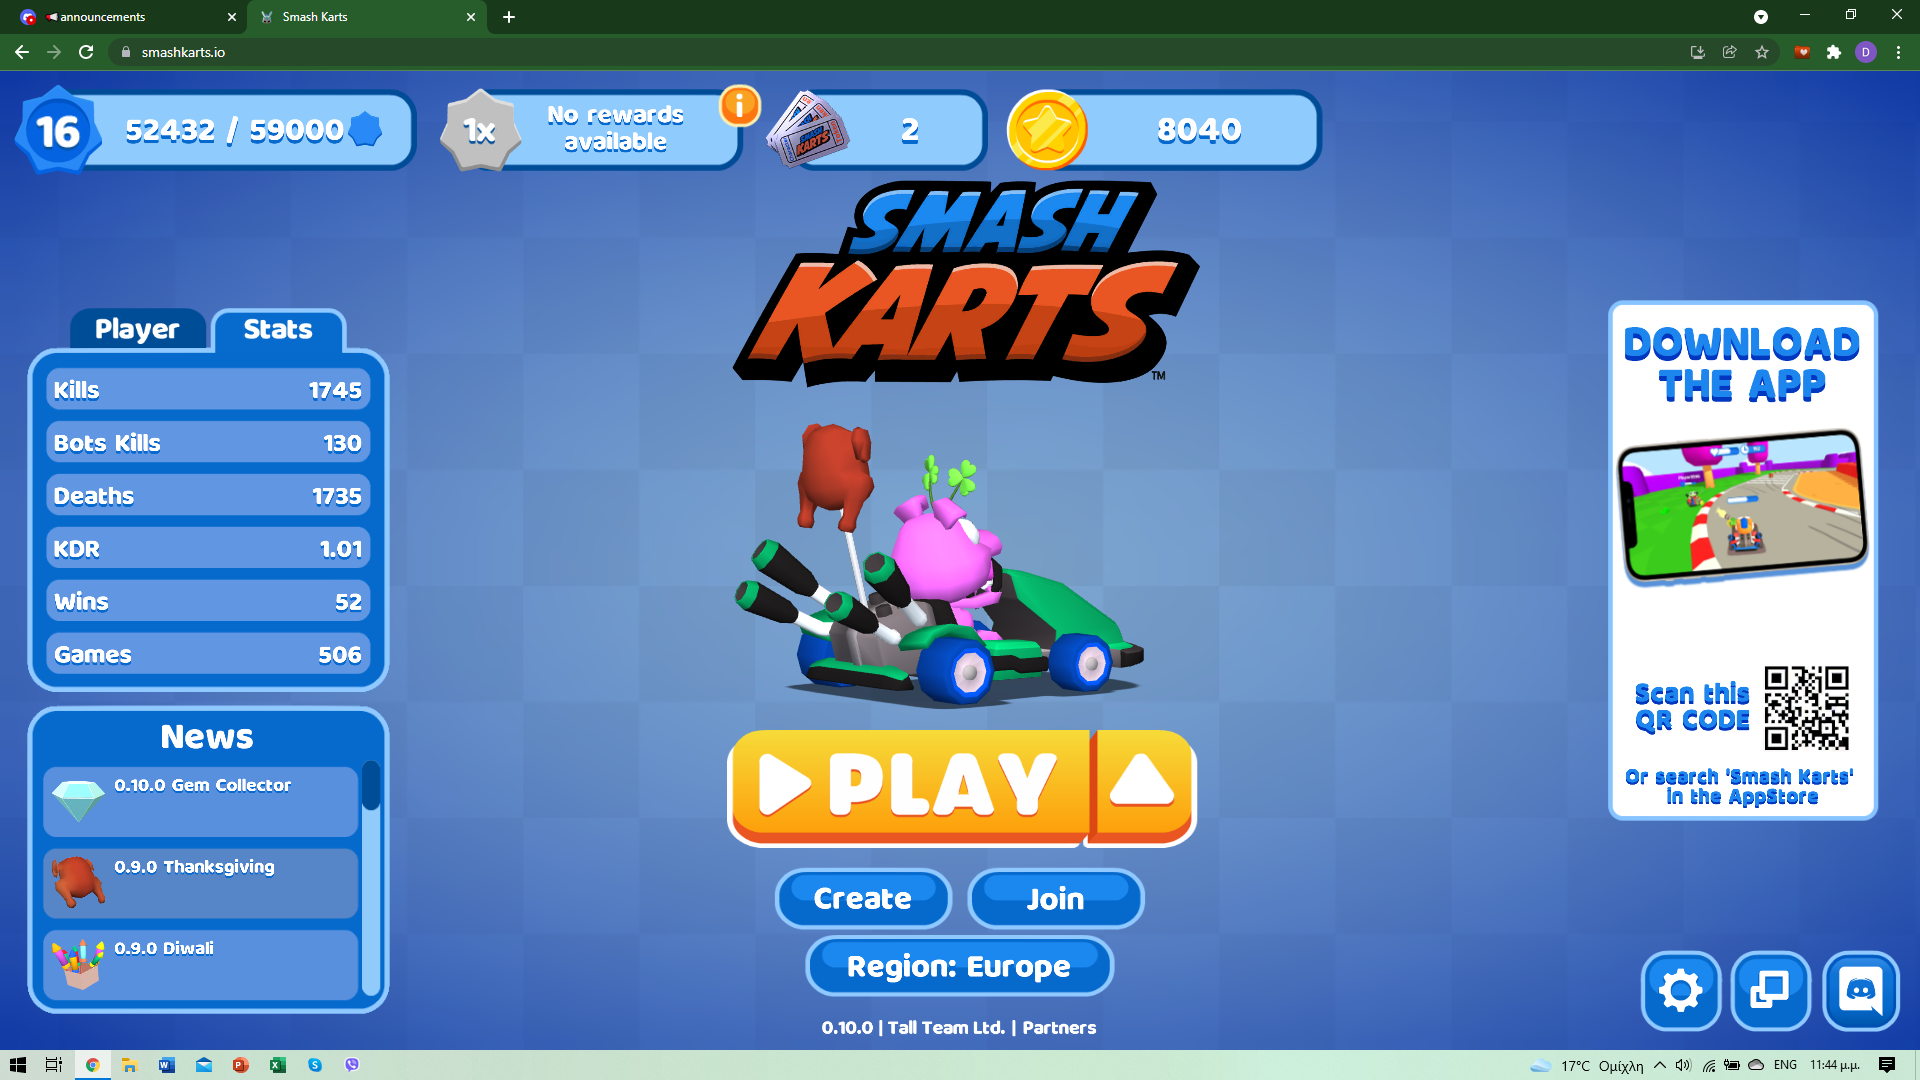 announcements
Smash Karts
smashkarts.io
D
16
52432 / 59000
1x
No rewards
available
i
SMASH
KARTS
2
8040
SMASH
KARTS
TM
Player
Stats
Kills 1745
Bots Kills 130
Deaths 1735
KDR 1.01
Wins 52
Games 506
News
0.10.0 Gem Collector
0.9.0 Thanksgiving
0.9.0 Diwali
PLAY
Create
Join
Region: Europe
0.10.0 | Tall Team Ltd. | Partners
DOWNLOAD
THE APP
Scan this
QR CODE
Or search 'Smash Karts'
in the AppStore
17°C Ομίχλη
ENG
11:44 μ.μ.